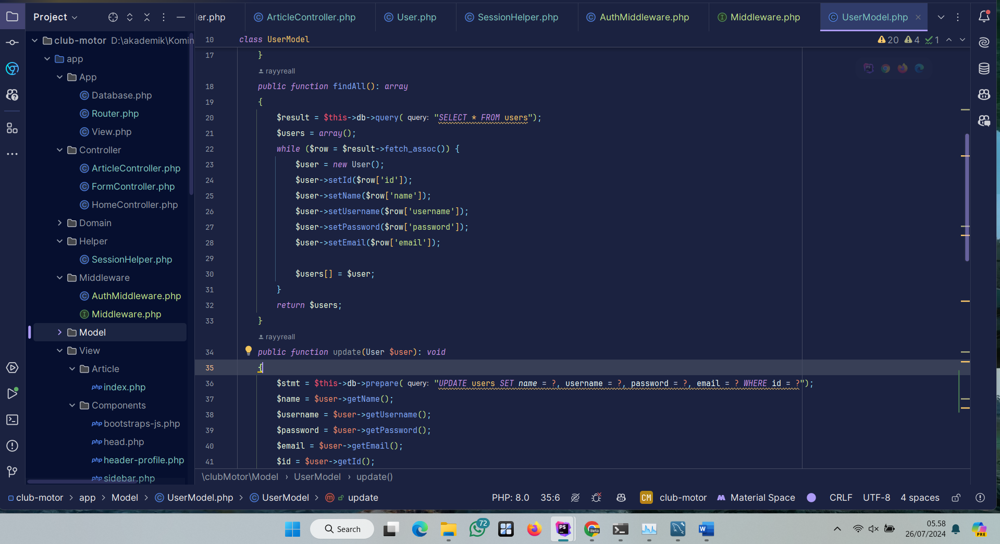 Project
ler.php
ArticleController.php
User.php
SessionHelper.php
AuthMiddleware.php
Middleware.php
UserModel.php
club-motor D:\akademik\Komin
app
App
Database.php
Router.php
View.php
Controller
ArticleController.php
FormController.php
HomeController.php
Domain
Helper
SessionHelper.php
Middleware
AuthMiddleware.php
Middleware.php
Model
View
Article
php index.php
Components
php bootstraps-js.php
php head.php
php header-profile.php
php sidebar.php
10 class UserModel
20 4 1
17 }
rayyreall
18 public function findAll(): array
19 {
20 $result = $this->db->query( query: "SELECT * FROM users");
21 $users = array();
22 while ($row = $result->fetch_assoc()) {
23 $user = new User();
24 $user->setId($row['id']);
25 $user->setName($row['name']);
26 $user->setUsername($row['username']);
27 $user->setPassword($row['password']);
28 $user->setEmail($row['email']);
29
30 $users[] = $user;
31 }
32 return $users;
33 }
rayyreall
34 public function update(User $user): void
35 {
36 $stmt = $this->db->prepare( query: "UPDATE users SET name = ?, username = ?, password = ?, email = ? WHERE id = ?");
37 $name = $user->getName();
38 $username = $user->getUsername();
39 $password = $user->getPassword();
40 $email = $user->getEmail();
41 $id = $user->getId();
\clubMotor\Model › UserModel › update()
club-motor > app > Model > UserModel.php > UserModel > update
PHP: 8.0 35:6 CM club-motor Material Space CRLF UTF-8 4 spaces
Search
72
PS
Beta
W
05.58
26/07/2024
PRE